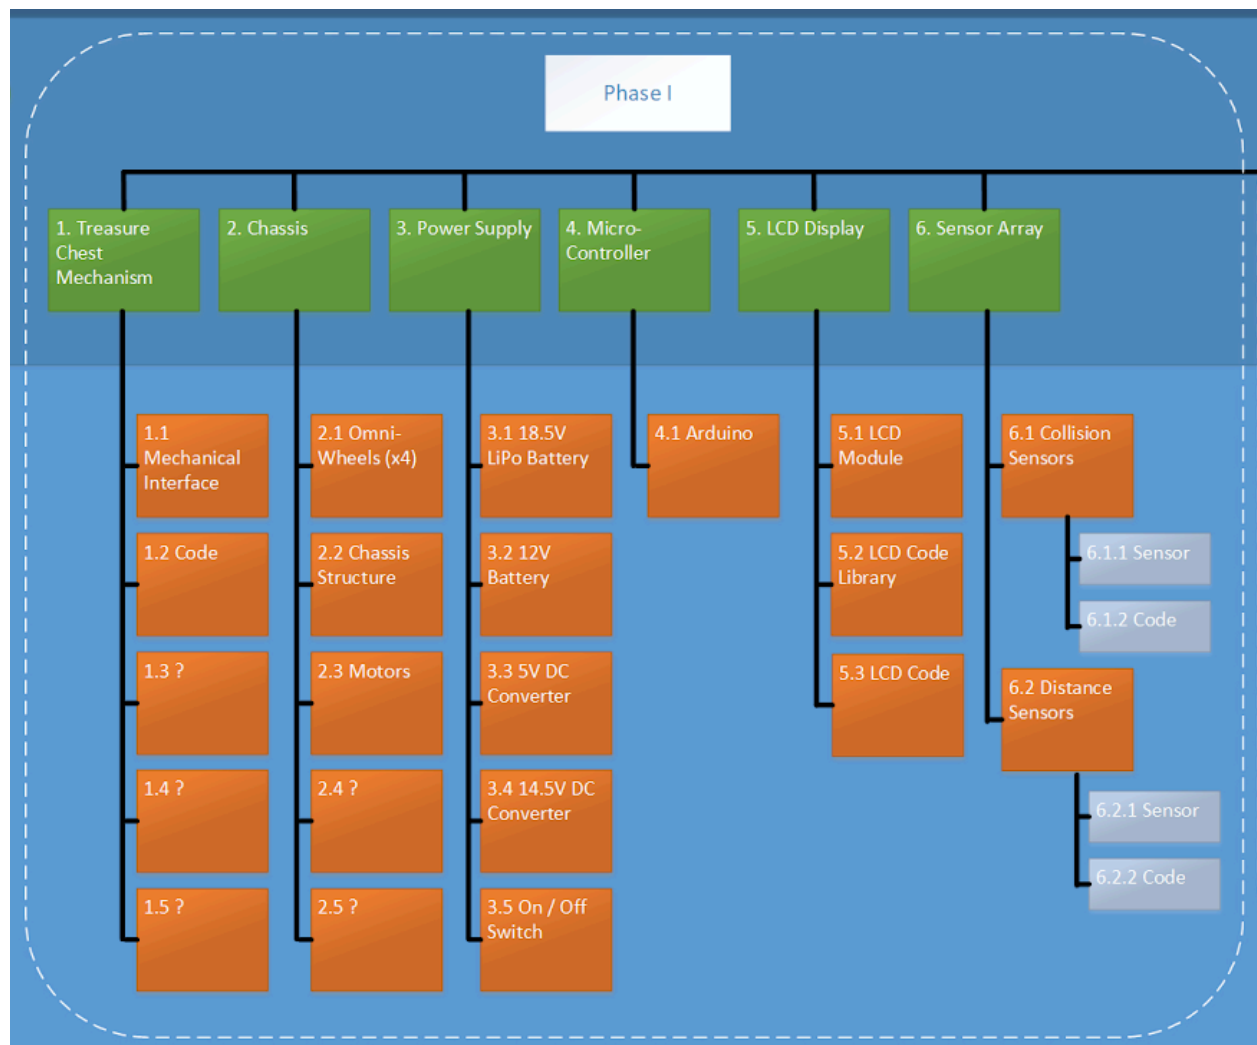 Phase I
1. Treasure
Chest
Mechanism
2. Chassis
3. Power Supply
4. Micro-
Controller
5. LCD Display
6. Sensor Array
1.1
Mechanical
Interface
1.2 Code
1.3 ?
1.4 ?
1.5 ?
2.1 Omni-
Wheels (x4)
2.2 Chassis
Structure
2.3 Motors
2.4 ?
2.5 ?
3.1 18.5V
LiPo Battery
3.2 12V
Battery
3.3 5V DC
Converter
3.4 14.5V DC
Converter
3.5 On / Off
Switch
4.1 Arduino
5.1 LCD
Module
5.2 LCD Code
Library
5.3 LCD Code
6.1 Collision
Sensors
6.1.1 Sensor
6.1.2 Code
6.2 Distance
Sensors
6.2.1 Sensor
6.2.2 Code